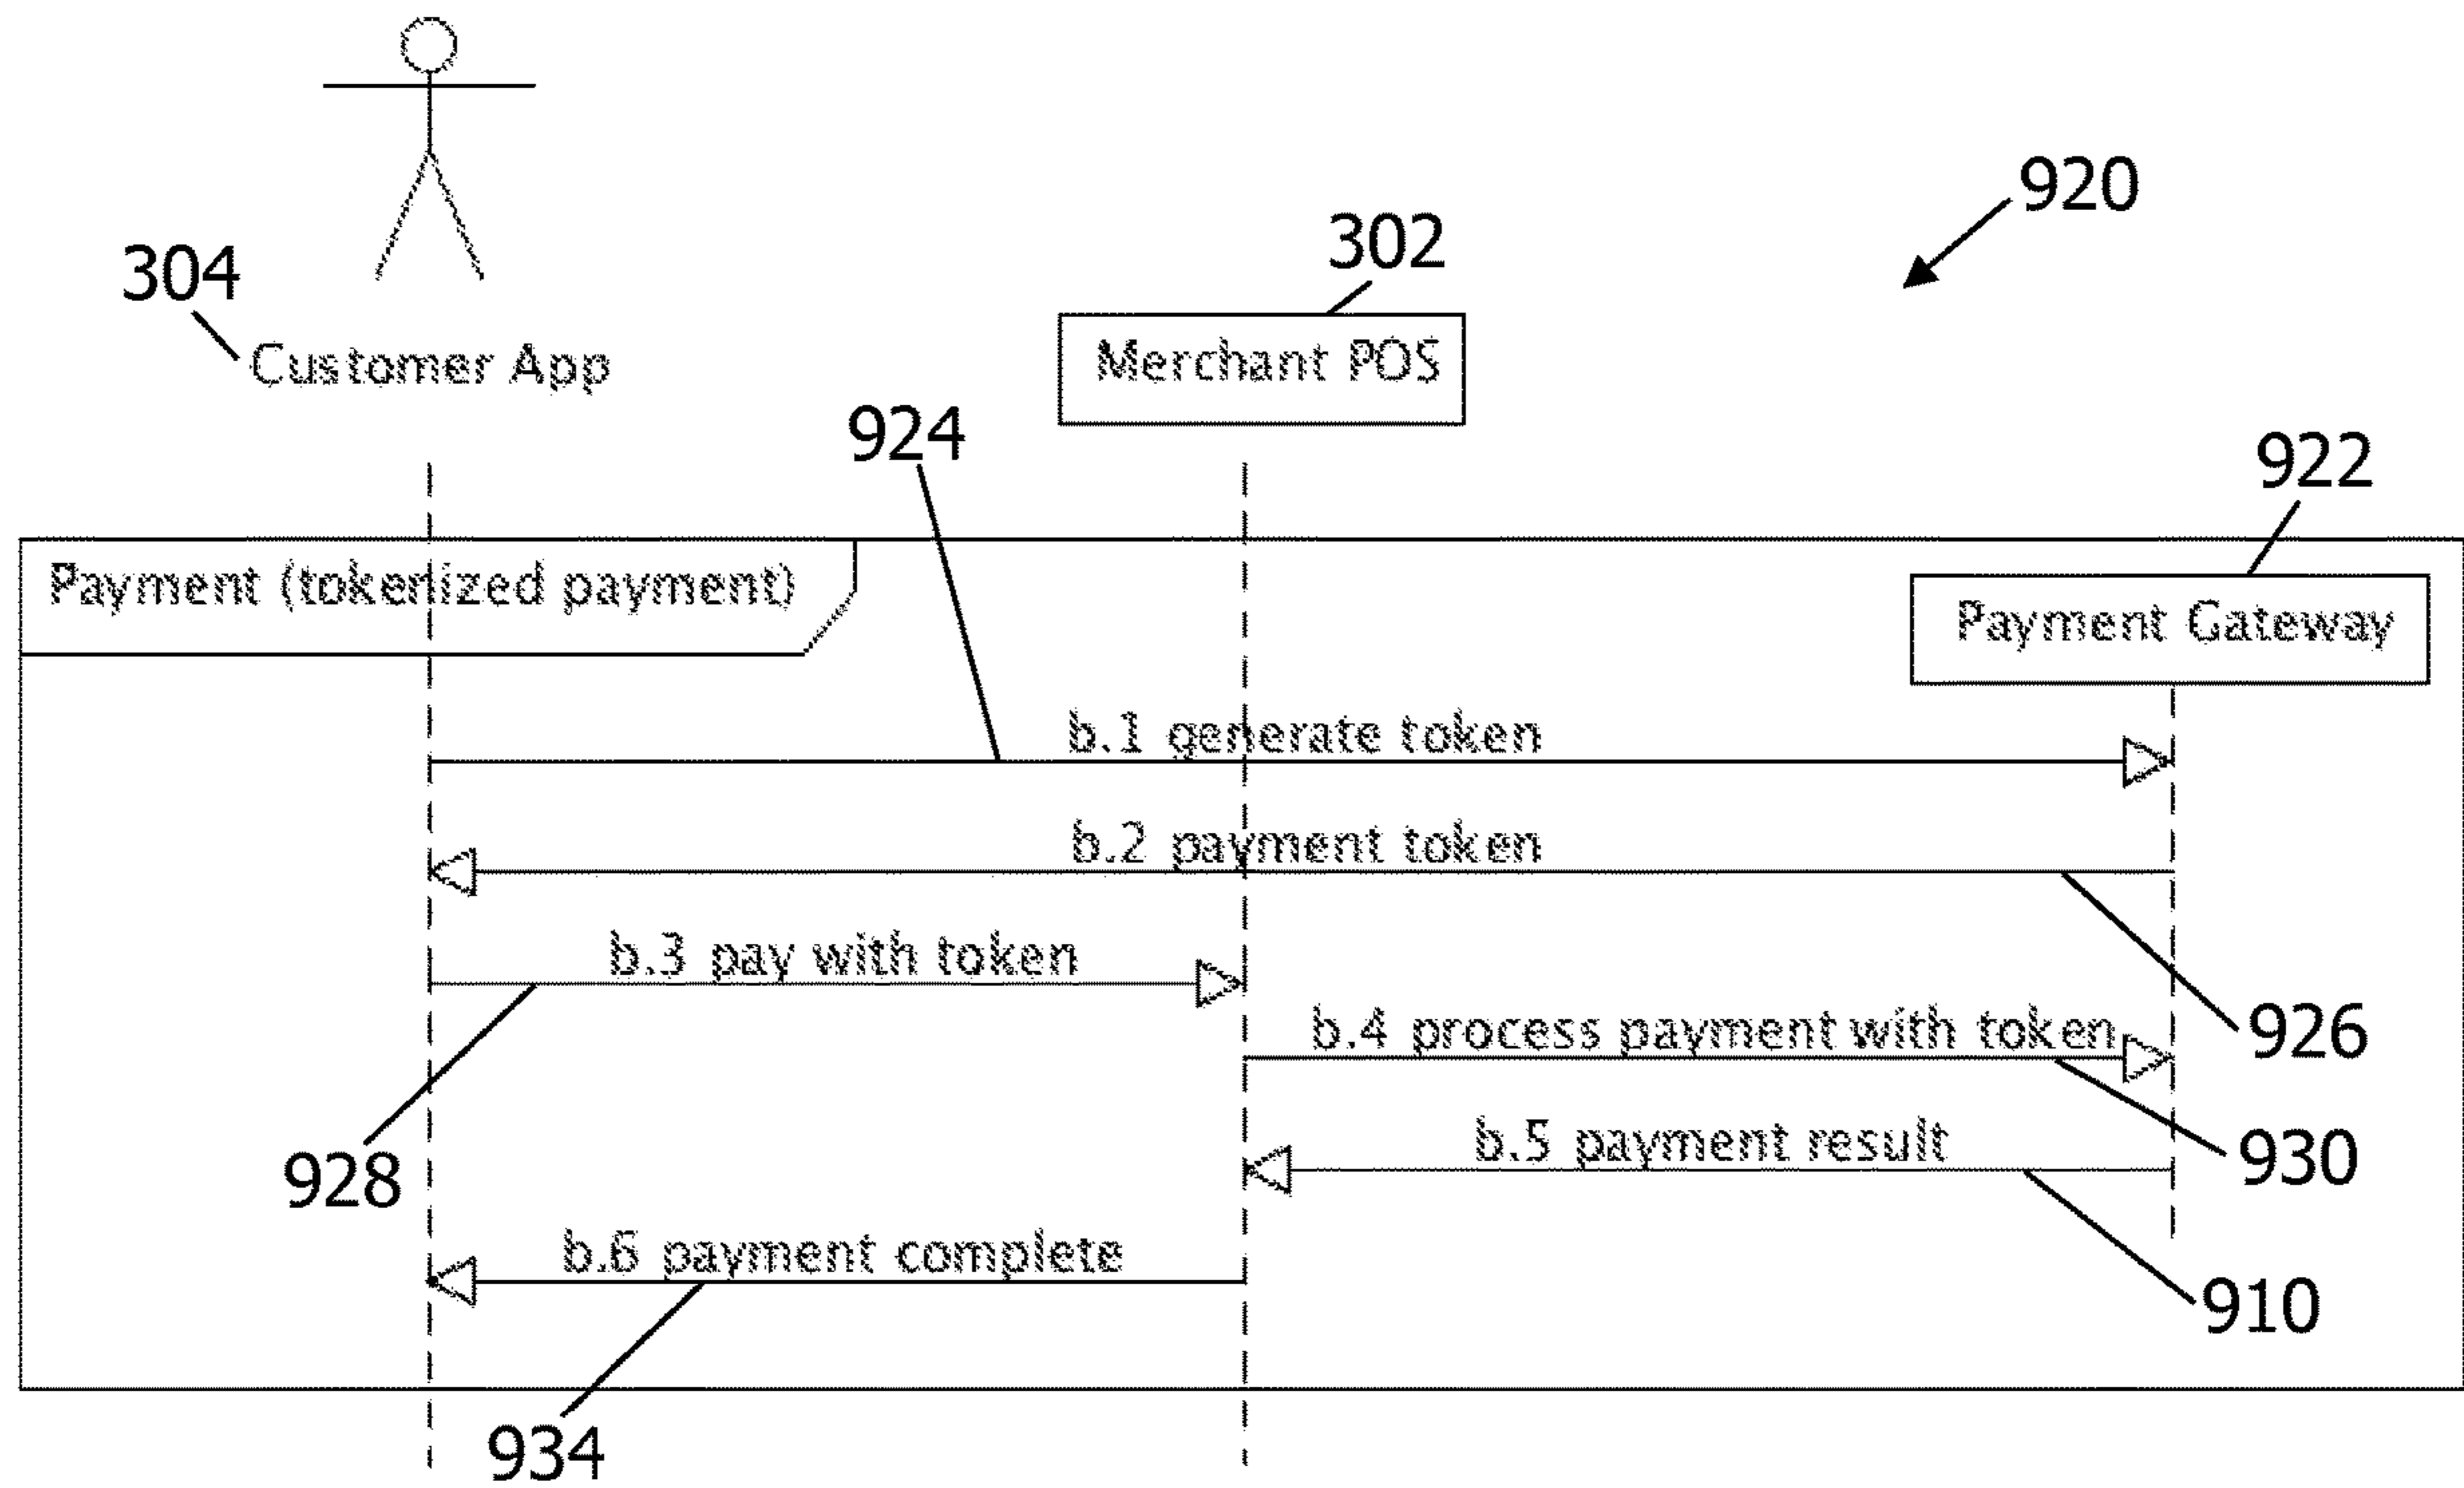 920
302
304
Customer App
Merchant POS
924
922
Payment (tokenized payment)
Payment Gateway
b.1 generate token
b.2 payment token
b.3 pay with token
926
b.4 process payment with token
930
b.5 payment result
928
b.6 payment complete
910
934